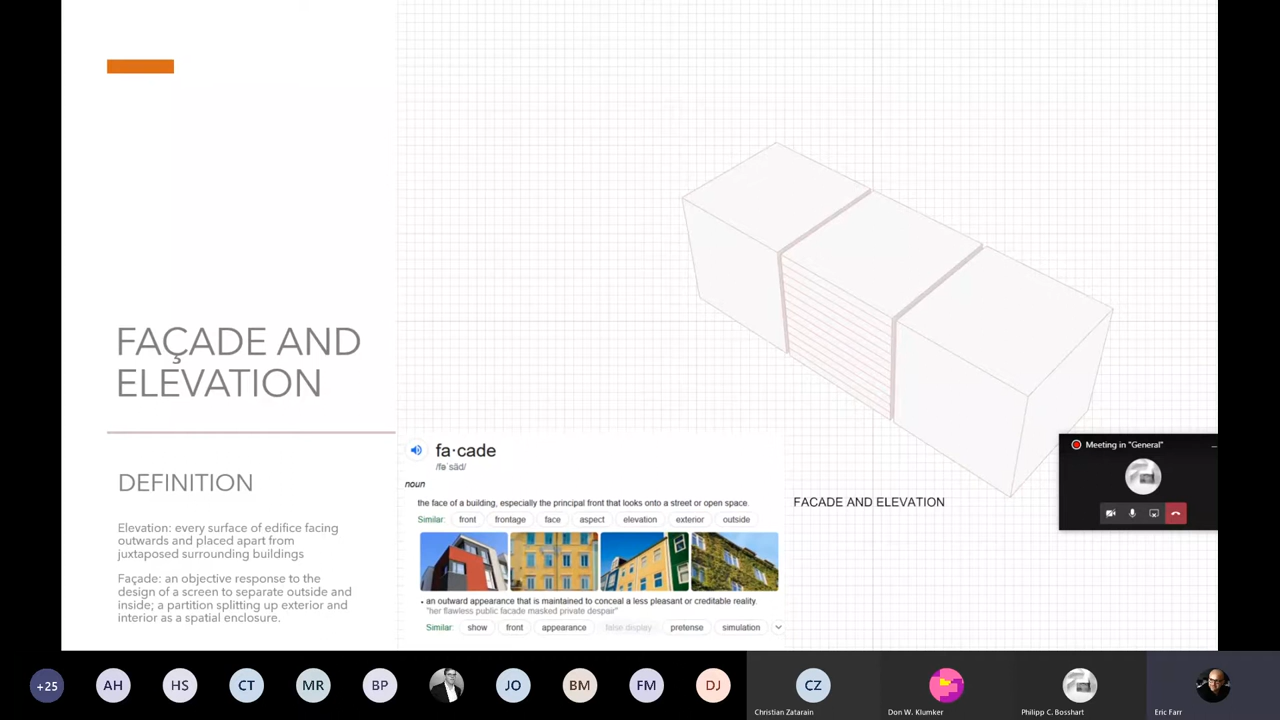 FAÇADE AND
ELEVATION
DEFINITION
Elevation: every surface of edifice facing
outwards and placed apart from
juxtaposed surrounding buildings
Façade: an objective response to the
design of a screen to separate outside and
inside; a partition splitting up exterior and
interior as a spatial enclosure.
fa·cade
/fəˈsäd/
noun
the face of a building, especially the principal front that looks onto a street or open space.
Similar: front frontage face aspect elevation exterior outside
• an outward appearance that is maintained to conceal a less pleasant or creditable reality.
"her flawless public facade masked private despair"
Similar: show front appearance false display pretense simulation
FACADE AND ELEVATION
Meeting in "General"
+25 AH HS CT MR BP JO BM FM DJ CZ
Christian Zatarain Don W. Klumker Philipp C. Bosshart Eric Farr